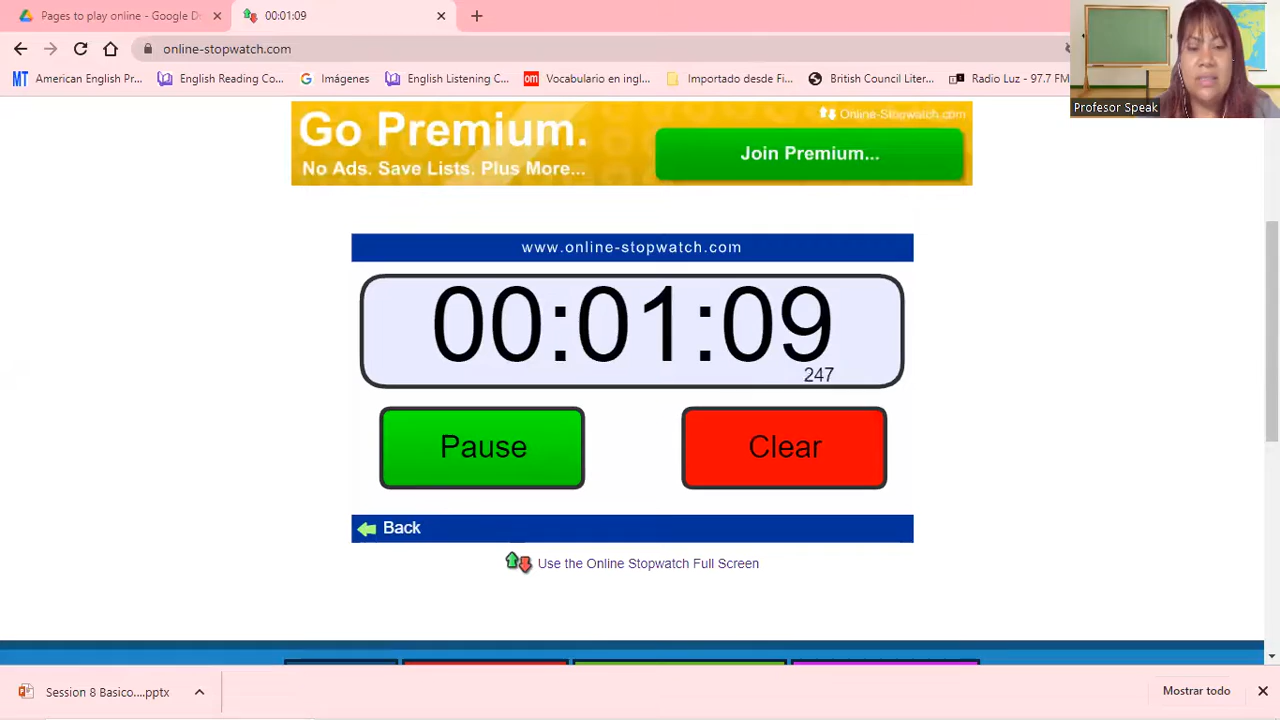 Pages to play online - Google D
00:01:09
online-stopwatch.com
MT American English Pr...
English Reading Co...
Imágenes
English Listening C...
om Vocabulario en ingl...
Importado desde Fi...
British Council Liter...
Radio Luz - 97.7 FM
Profesor Speak
Go Premium.
No Ads. Save Lists. Plus More...
Online-Stopwatch.com
Join Premium...
www.online-stopwatch.com
00:01:09
247
Pause
Clear
Back
Use the Online Stopwatch Full Screen
Session 8 Basico....pptx
Mostrar todo